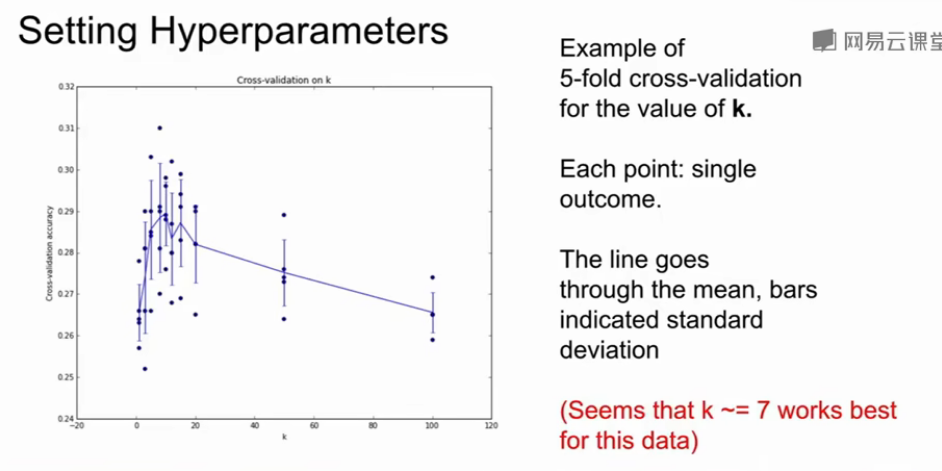 Setting Hyperparameters
网易云课堂
Cross-validation on k
0.32
0.31
0.30
0.29
0.28
0.27
0.26
0.25
0.24
Cross-validation accuracy
−20
0
20
40
60
80
100
120
k
Example of
5-fold cross-validation
for the value of k.
Each point: single
outcome.
The line goes
through the mean, bars
indicated standard
deviation
(Seems that k ~= 7 works best
for this data)